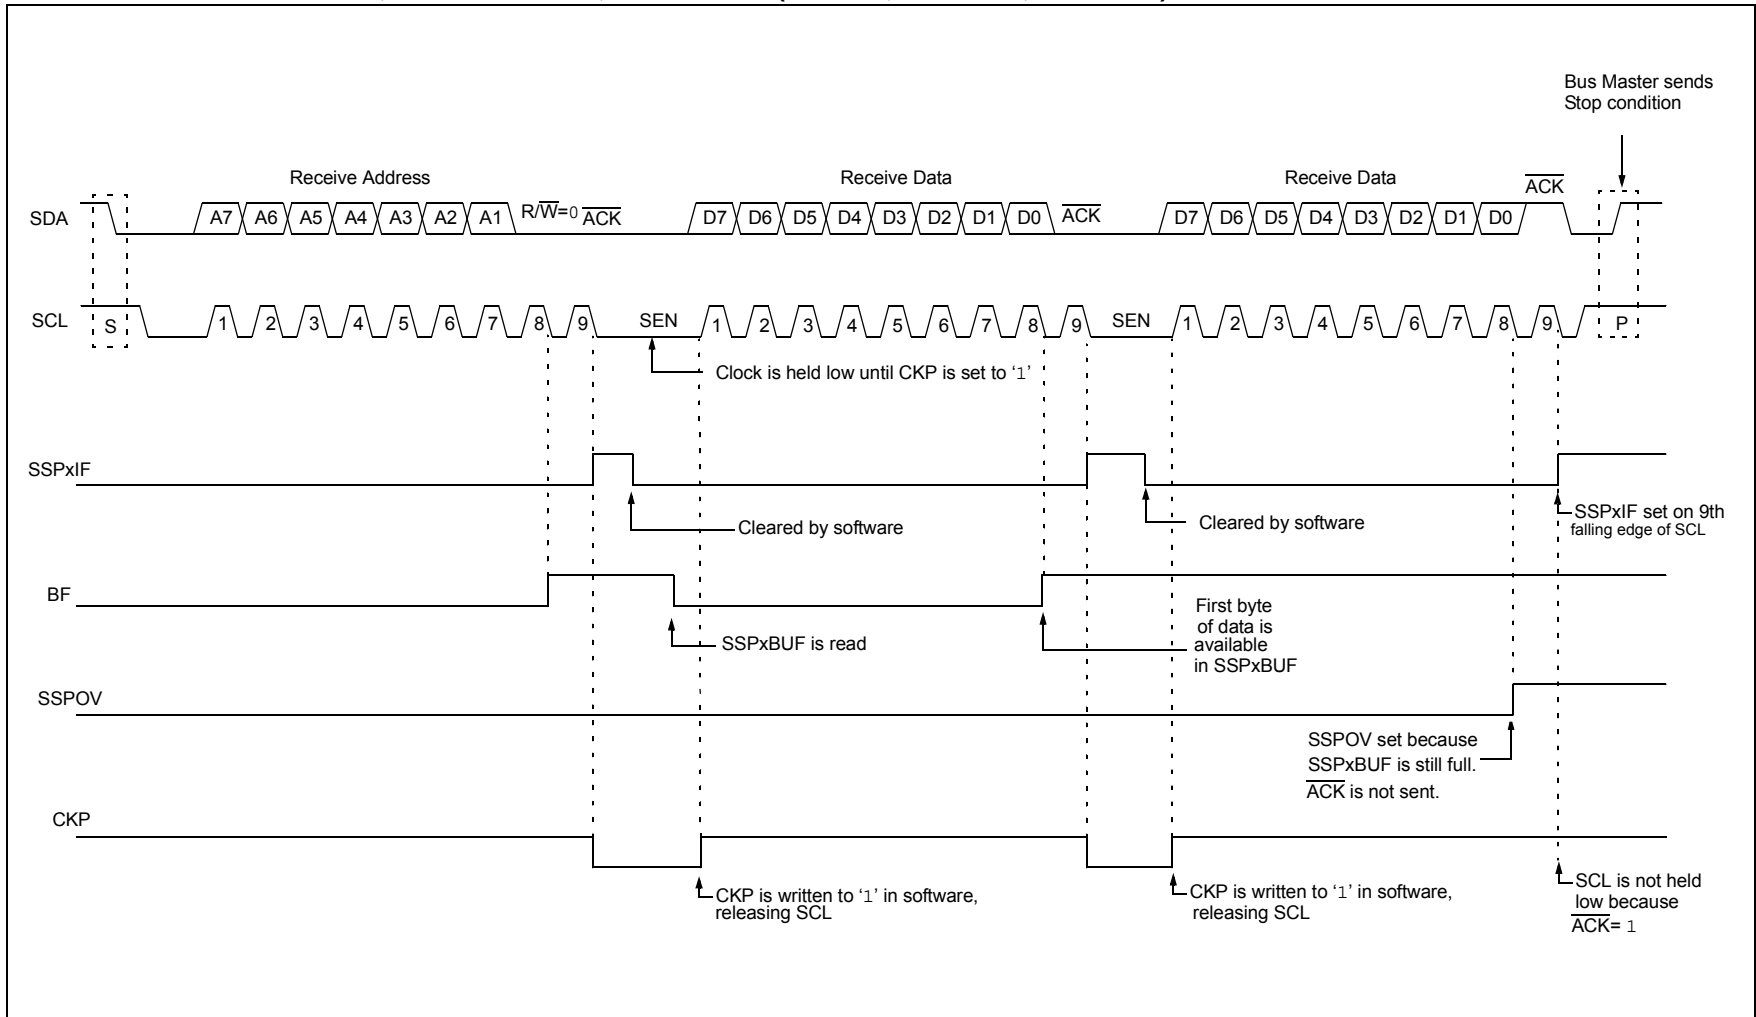 Bus Master sends
Stop condition
Receive Address
Receive Data
Receive Data
ACK
SDA
A7 A6 A5 A4 A3 A2 A1 R/W=0 ACK
D7 D6 D5 D4 D3 D2 D1 D0 ACK
D7 D6 D5 D4 D3 D2 D1 D0
SCL
S
1 2 3 4 5 6 7 8 9 SEN
1 2 3 4 5 6 7 8 9 SEN
1 2 3 4 5 6 7 8 9
P
Clock is held low until CKP is set to ‘1’
SSPxIF
Cleared by software
Cleared by software
SSPxIF set on 9th
falling edge of SCL
BF
SSPxBUF is read
First byte
of data is
available
in SSPxBUF
SSPOV
SSPOV set because
SSPxBUF is still full.
ACK is not sent.
CKP
CKP is written to ‘1’ in software,
releasing SCL
CKP is written to ‘1’ in software,
releasing SCL
SCL is not held
low because
ACK= 1